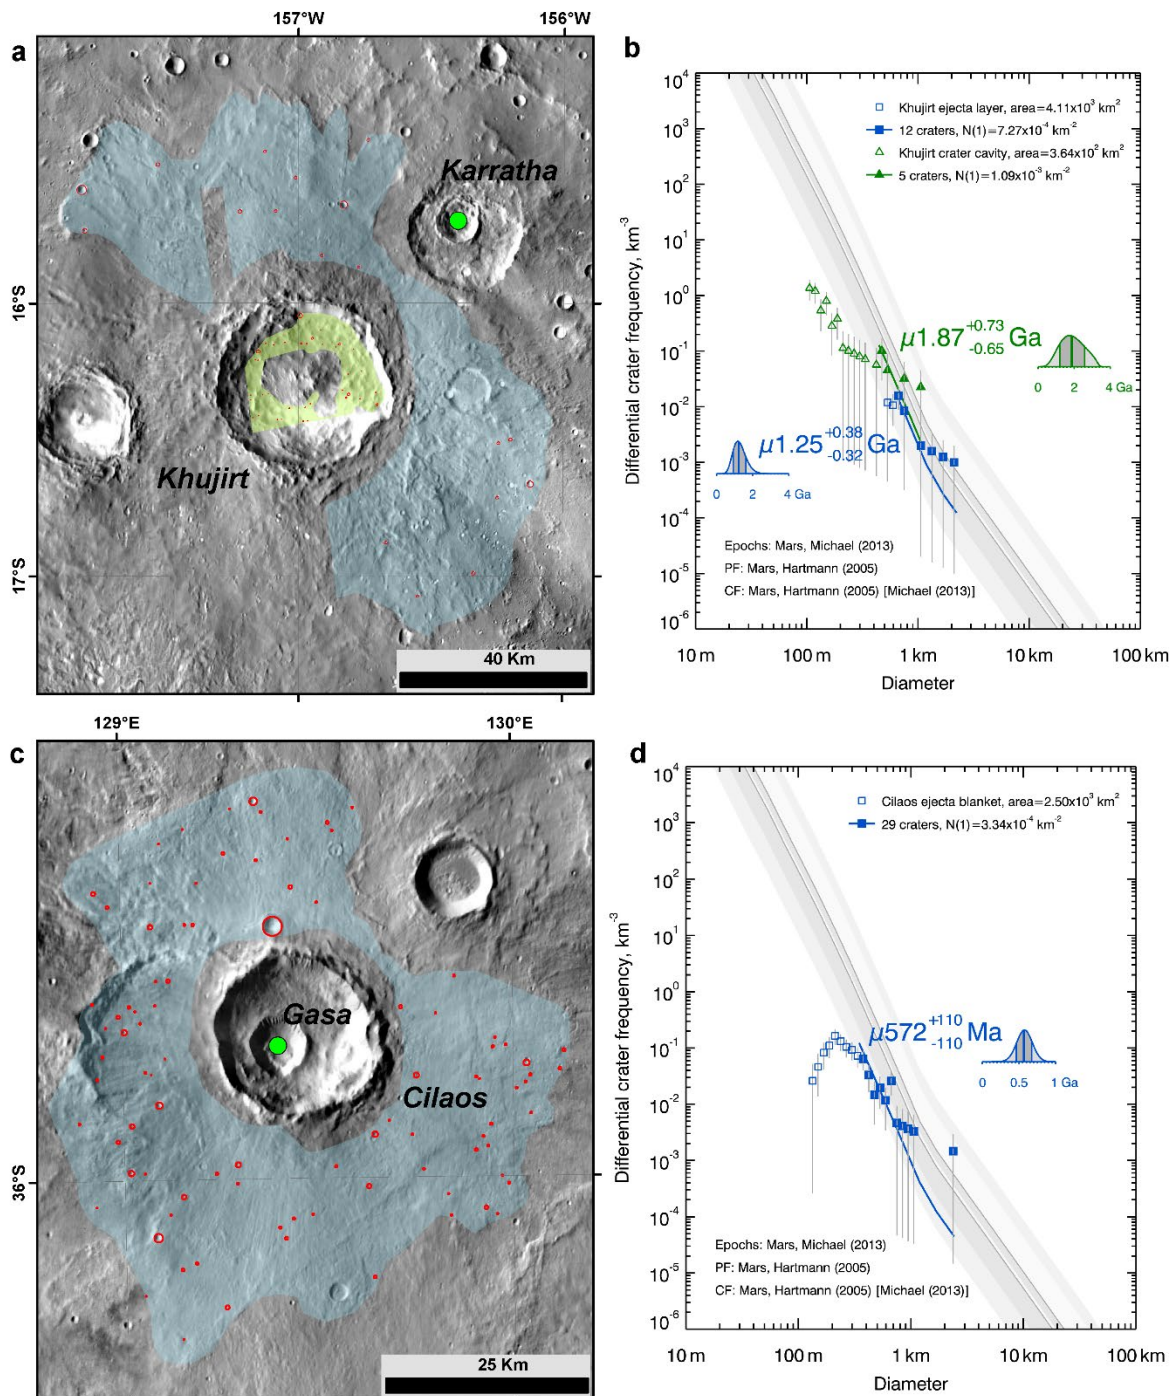 157°W
156°W
a
Karratha
16°S
Khujirt
17°S
40 Km
b
10⁴
10³
10²
10¹
10⁰
10⁻¹
10⁻²
10⁻³
10⁻⁴
10⁻⁵
10⁻⁶
Differential crater frequency, km⁻³
Khujirt ejecta layer, area=4.11x10³ km²
12 craters, N(1)=7.27x10⁻⁴ km⁻²
Khujirt crater cavity, area=3.64x10² km²
5 craters, N(1)=1.09x10⁻³ km⁻²
μ1.87 +0.73 -0.65 Ga
0 2 4 Ga
μ1.25 +0.38 -0.32 Ga
0 2 4 Ga
Epochs: Mars, Michael (2013)
PF: Mars, Hartmann (2005)
CF: Mars, Hartmann (2005) [Michael (2013)]
10 m 100 m 1 km 10 km 100 km
Diameter
129°E
130°E
c
Gasa
Cilaos
36°S
25 Km
d
10⁴
10³
10²
10¹
10⁰
10⁻¹
10⁻²
10⁻³
10⁻⁴
10⁻⁵
10⁻⁶
Differential crater frequency, km⁻³
Cilaos ejecta blanket, area=2.50x10³ km²
29 craters, N(1)=3.34x10⁻⁴ km⁻²
μ572 +110 -110 Ma
0 0.5 1 Ga
Epochs: Mars, Michael (2013)
PF: Mars, Hartmann (2005)
CF: Mars, Hartmann (2005) [Michael (2013)]
10 m 100 m 1 km 10 km 100 km
Diameter